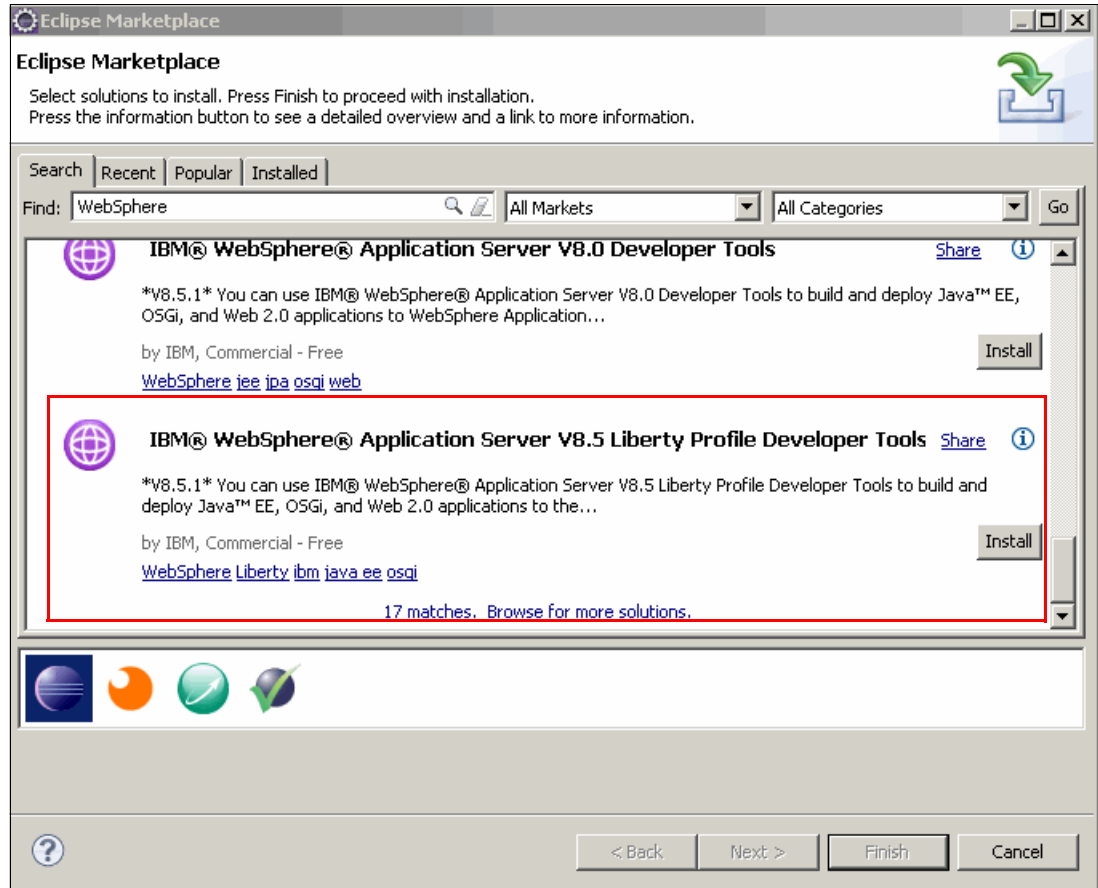 Eclipse Marketplace
Eclipse Marketplace
Select solutions to install. Press Finish to proceed with installation.
Press the information button to see a detailed overview and a link to more information.
Search Recent Popular Installed
Find: WebSphere All Markets All Categories Go
IBM® WebSphere® Application Server V8.0 Developer Tools Share
*V8.5.1* You can use IBM® WebSphere® Application Server V8.0 Developer Tools to build and deploy Java™ EE,
OSGi, and Web 2.0 applications to WebSphere Application...
by IBM, Commercial - Free Install
WebSphere jee jpa osgi web
IBM® WebSphere® Application Server V8.5 Liberty Profile Developer Tools Share
*V8.5.1* You can use IBM® WebSphere® Application Server V8.5 Liberty Profile Developer Tools to build and
deploy Java™ EE, OSGi, and Web 2.0 applications to the...
by IBM, Commercial - Free Install
WebSphere Liberty ibm java ee osgi
17 matches. Browse for more solutions.
? < Back Next > Finish Cancel